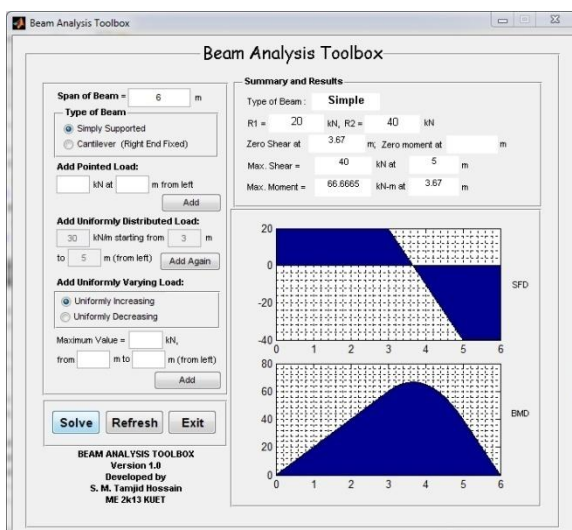 Beam Analysis Toolbox
Beam Analysis Toolbox
Span of Beam = 6 m
Type of Beam
Simply Supported
Cantilever (Right End Fixed)
Add Pointed Load:
kN at m from left
Add
Add Uniformly Distributed Load:
30 kN/m starting from 3 m
to 5 m (from left) Add Again
Add Uniformly Varying Load:
Uniformly Increasing
Uniformly Decreasing
Maximum Value = kN,
from m to m (from left)
Add
Solve Refresh Exit
BEAM ANALYSIS TOOLBOX
Version 1.0
Developed by
S. M. Tamjid Hossain
ME 2k13 KUET
Summary and Results
Type of Beam : Simple
R1 = 20 kN, R2 = 40 kN
Zero Shear at 3.67 m; Zero moment at m
Max. Shear = 40 kN at 5 m
Max. Moment = 66.6665 kN-m at 3.67 m
20
0
-20
-40
0 1 2 3 4 5 6
SFD
80
60
40
20
0
0 1 2 3 4 5 6
BMD